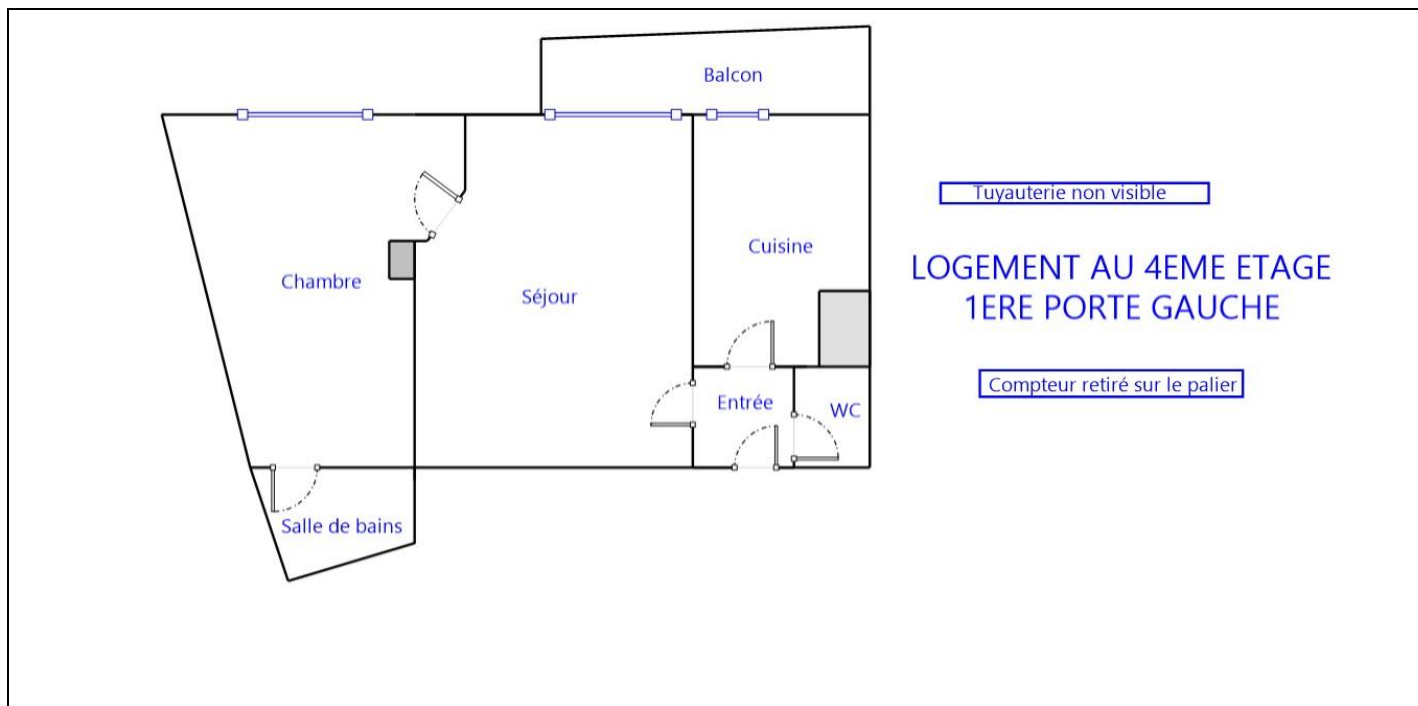 Balcon
Tuyauterie non visible
Cuisine
LOGEMENT AU 4EME ETAGE
1ERE PORTE GAUCHE
Chambre
Séjour
Compteur retiré sur le palier
Entrée
WC
Salle de bains